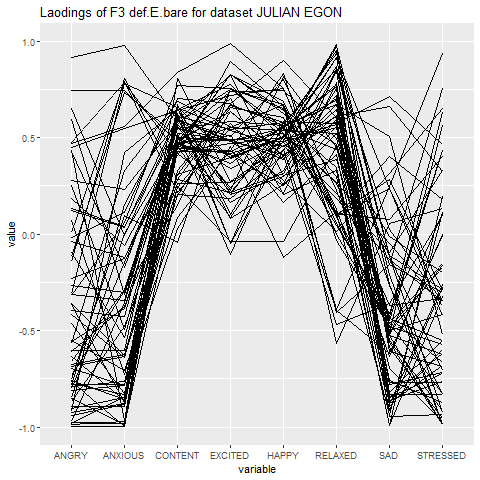 Laodings of F3 def.E.bare for dataset JULIAN EGON
1.0
0.5
0.0
-0.5
-1.0
value
ANGRY ANXIOUS CONTENT EXCITED HAPPY RELAXED SAD STRESSED
variable